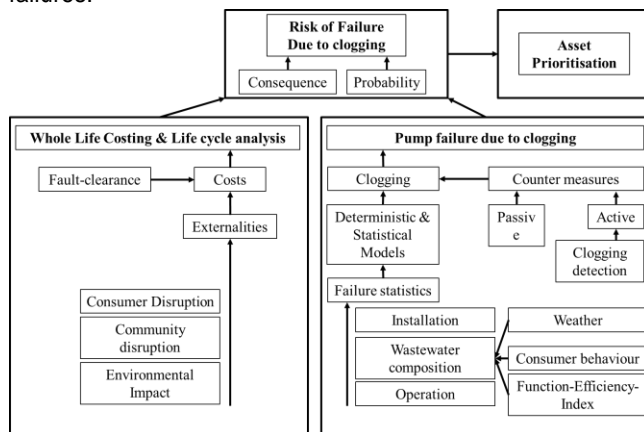 failures.
Risk of Failure
Due to clogging
Consequence
Probability
Asset
Prioritisation
Whole Life Costing & Life cycle analysis
Fault-clearance
Costs
Externalities
Consumer Disruption
Community
disruption
Environmental
Impact
Pump failure due to clogging
Clogging
Counter measures
Deterministic &
Statistical
Models
Passiv
e
Active
Clogging
detection
Failure statistics
Installation
Wastewater
composition
Operation
Weather
Consumer behaviour
Function-Efficiency-
Index